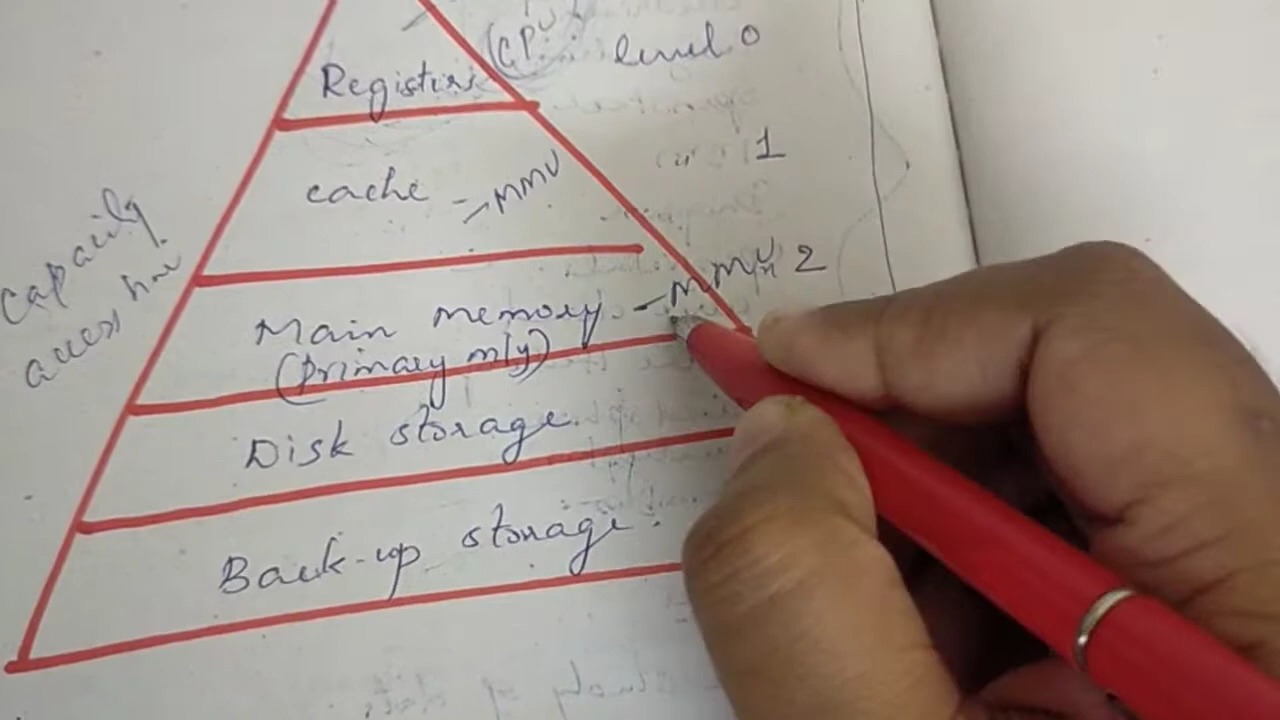 Registers (CPU) level 0
cache - MMU " 1
Main memory - MMU " 2
(Primary m/y)
Disk storage
Back-up storage.
Capacity
access time